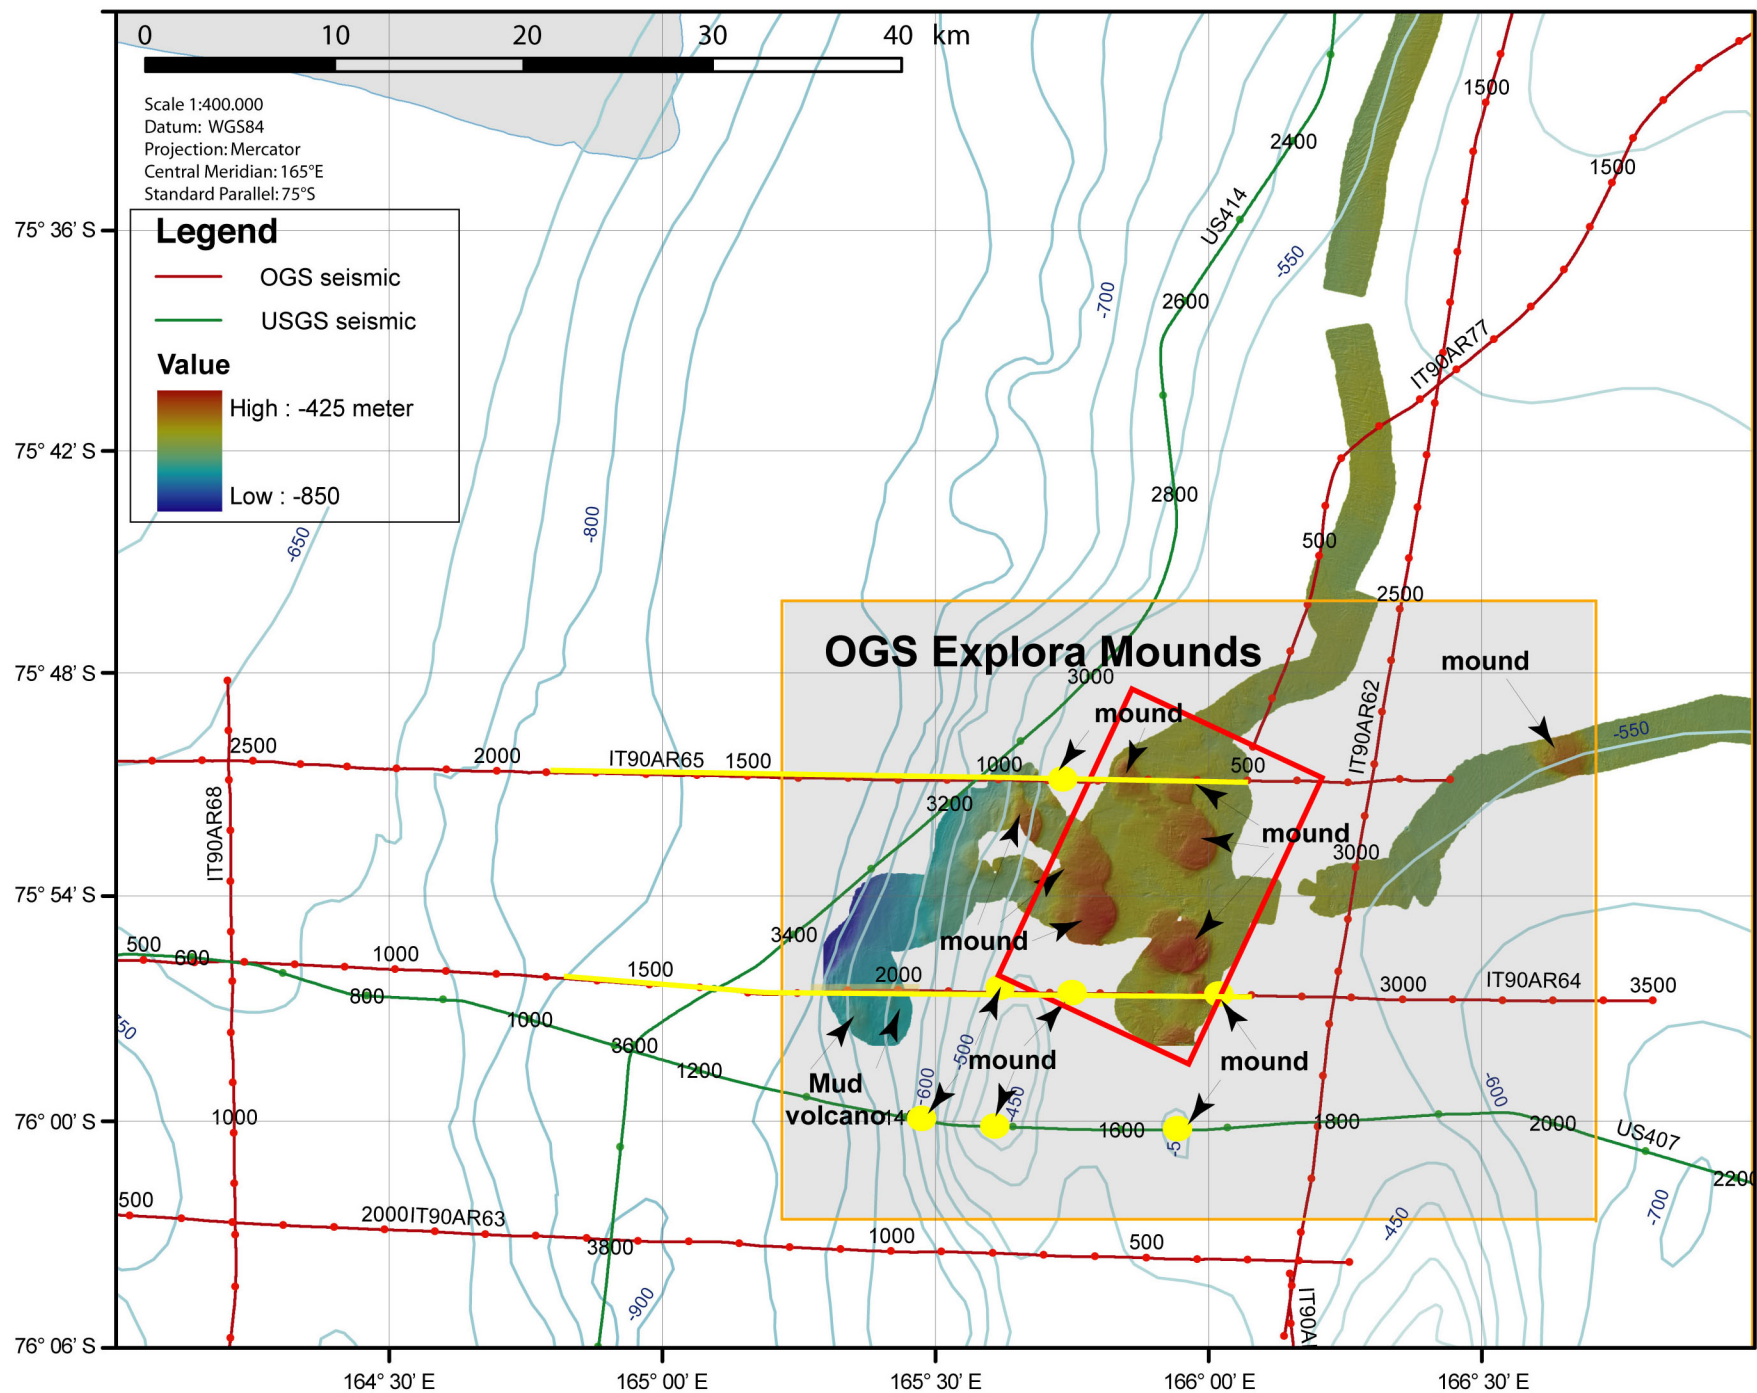 0 10 20 30 40 km
Scale 1:400.000
Datum: WGS84
Projection: Mercator
Central Meridian: 165°E
Standard Parallel: 75°S
Legend
OGS seismic
USGS seismic
Value
High : -425 meter
Low : -850
75° 36' S
75° 42' S
75° 48' S
75° 54' S
76° 00' S
76° 06' S
1500
2400
1500
US414
-550
2600
-700
IT90AR77
2800
-800
-650
500
2500
OGS Explora Mounds
mound
3000
IT90AR62
mound
-550
2500
2000
IT90AR65
1500
1000
500
3200
mound
3000
IT90AR68
3400
mound
500
600
1000
1500
2000
3000
IT90AR64
3500
800
1000
750
3600
1200
-500
mound
mound
Mud
volcano
14
-600
-450
1600
-5
1800
-600
2000
US407
2200
1000
500
2000
IT90AR63
3800
1000
500
-450
-700
-900
IT90A
164° 30' E
165° 00' E
165° 30' E
166° 00' E
166° 30' E